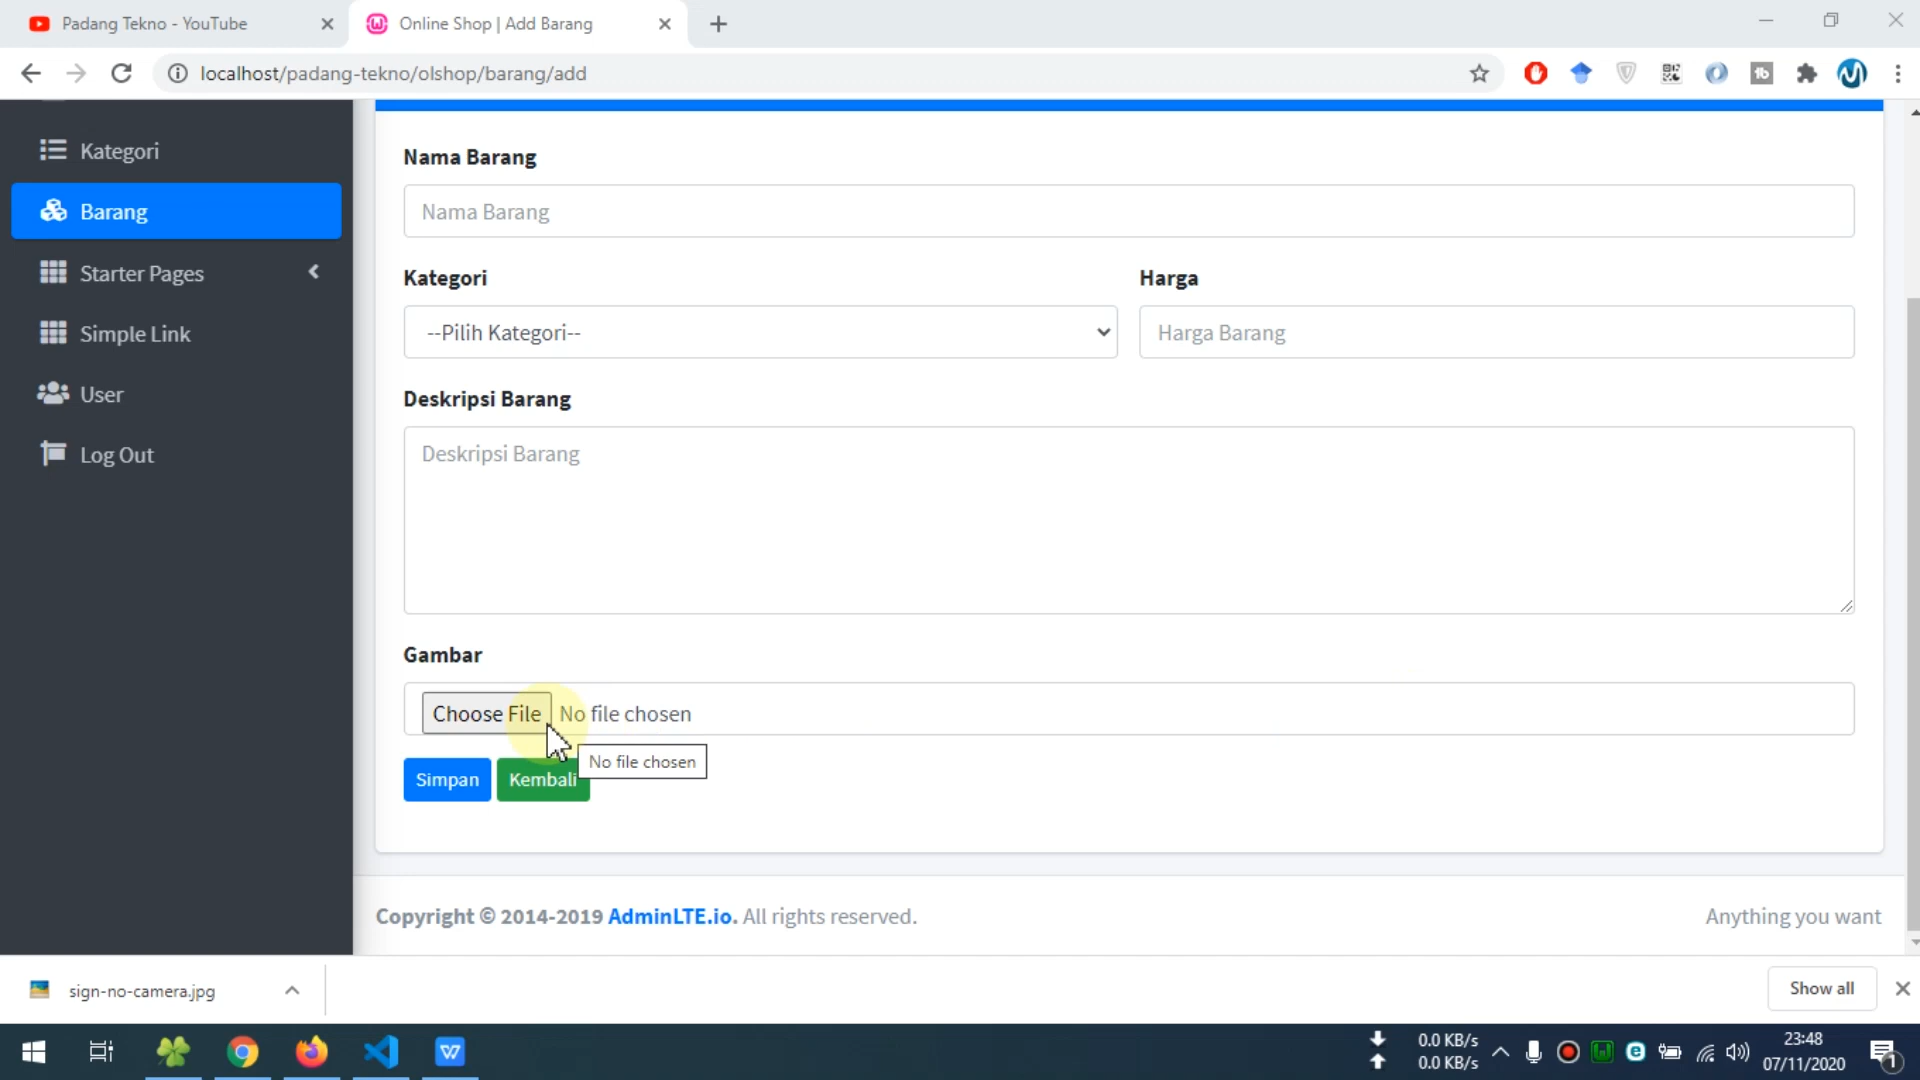 Padang Tekno - YouTube
Online Shop | Add Barang
localhost/padang-tekno/olshop/barang/add
Kategori
Barang
Starter Pages
Simple Link
User
Log Out
Nama Barang
Nama Barang
Kategori
Harga
--Pilih Kategori--
Harga Barang
Deskripsi Barang
Deskripsi Barang
Gambar
Choose File No file chosen
No file chosen
Simpan
Kembali
Copyright © 2014-2019 AdminLTE.io. All rights reserved.
Anything you want
sign-no-camera.jpg
Show all
0.0 KB/s
0.0 KB/s
23:48
07/11/2020
1